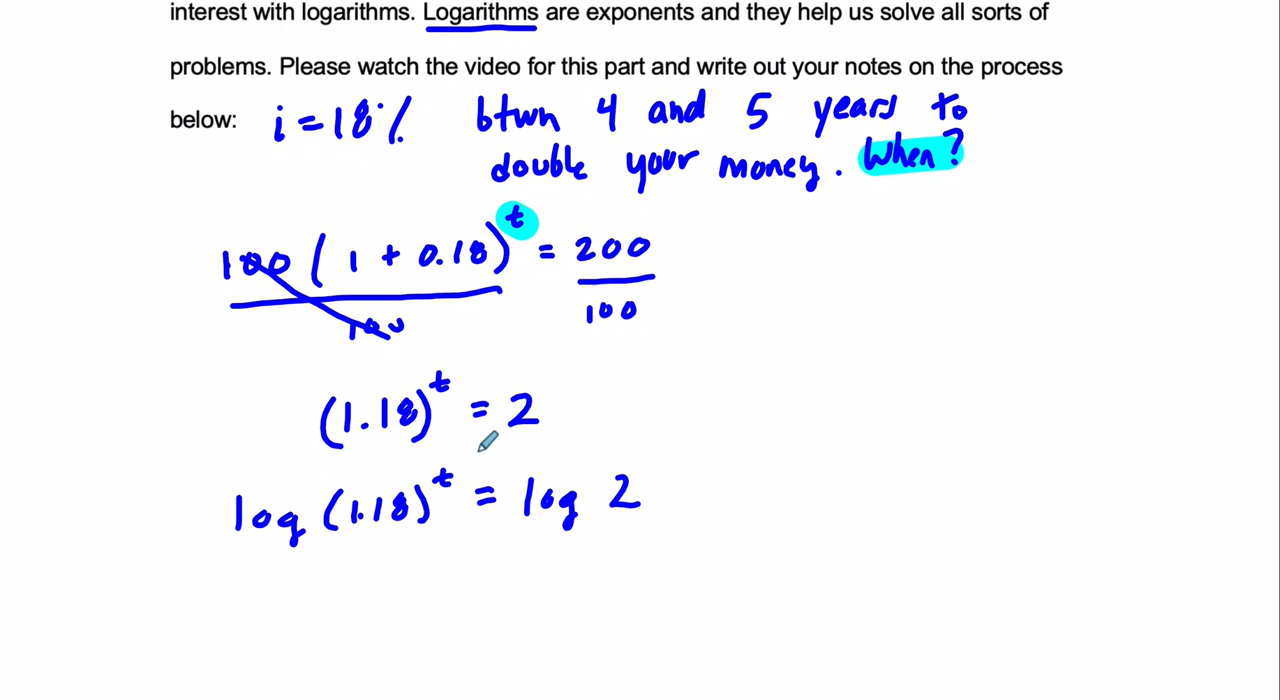 interest with logarithms. Logarithms are exponents and they help us solve all sorts of
problems. Please watch the video for this part and write out your notes on the process
below: i = 18% btwn 4 and 5 years to
double your money. When?
100 ( 1 + 0.18 )^t = 200
100 100
(1.18)^t = 2
log (1.18)^t = log 2